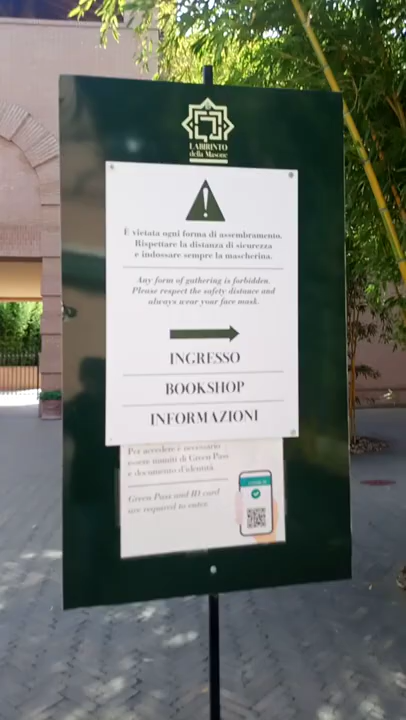 LABIRINTO
della Masone
È vietata ogni forma di assembramento.
Rispettare la distanza di sicurezza
e indossare sempre la mascherina.
Any form of gathering is forbidden.
Please respect the safety distance and
always wear your face mask.
INGRESSO
BOOKSHOP
INFORMAZIONI
Per accedere è necessario
essere muniti di Green Pass
e documento d'identità
Green Pass and ID card
are required to enter.